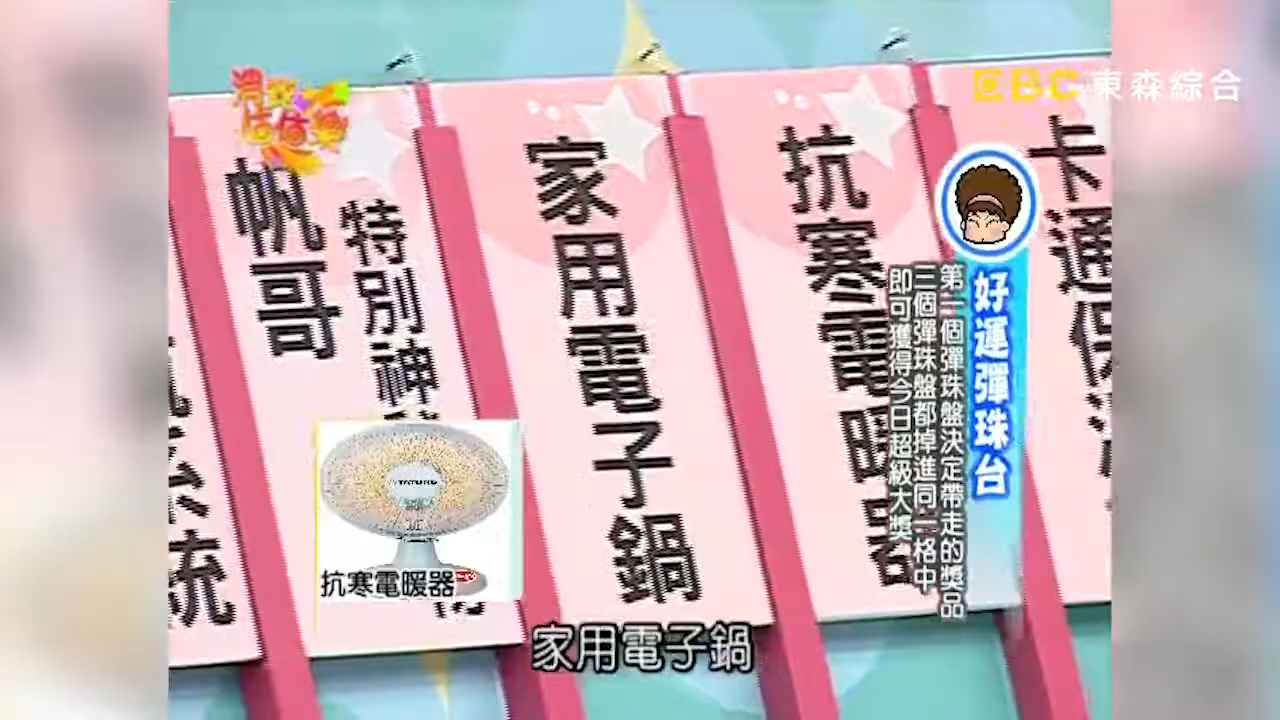 EBC 東森綜合
帆哥
特別神
家用電子鍋
抗寒電暖器
卡通
統
好運彈珠台
第一個彈珠盤決定帶走的獎品
三個彈珠盤都掉進同一格中
即可獲得今日超級大獎
TATUNG
抗寒電暖器
家用電子鍋